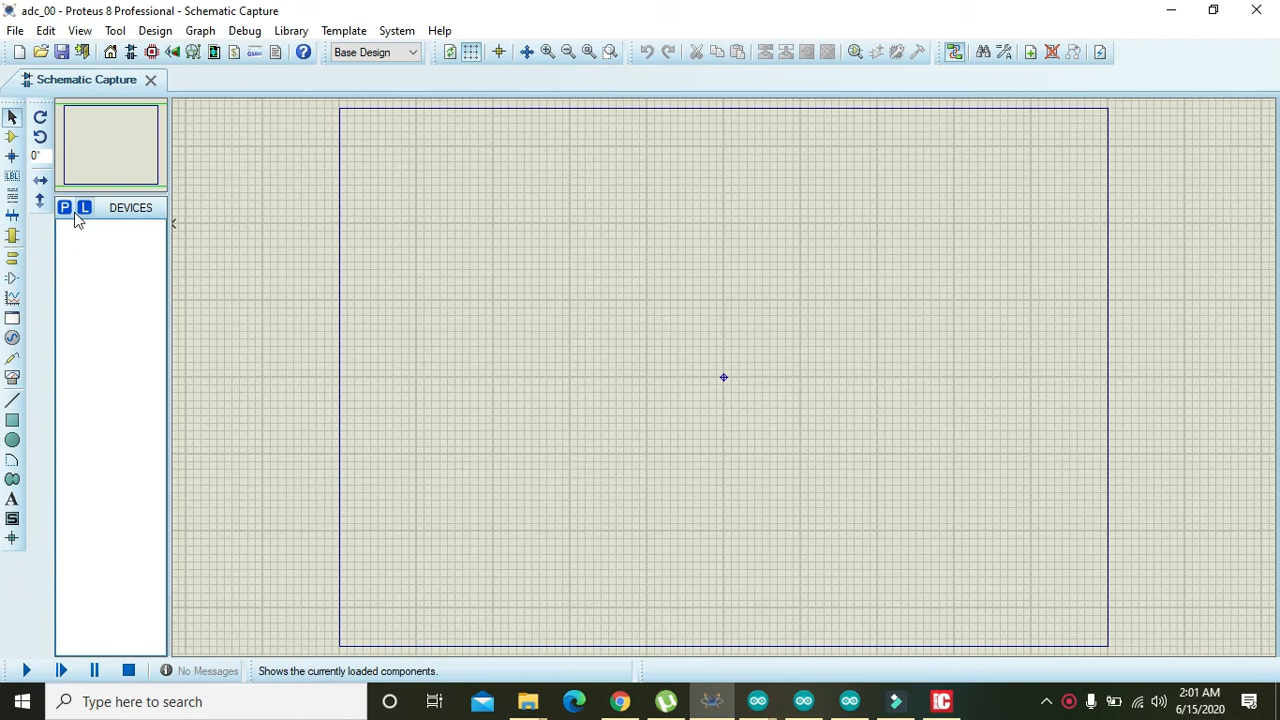 adc_00 - Proteus 8 Professional - Schematic Capture
File Edit View Tool Design Graph Debug Library Template System Help
Base Design
Schematic Capture
0°
P L DEVICES
LBL
A
S
No Messages
Shows the currently loaded components.
Type here to search
iC
2:01 AM
6/15/2020